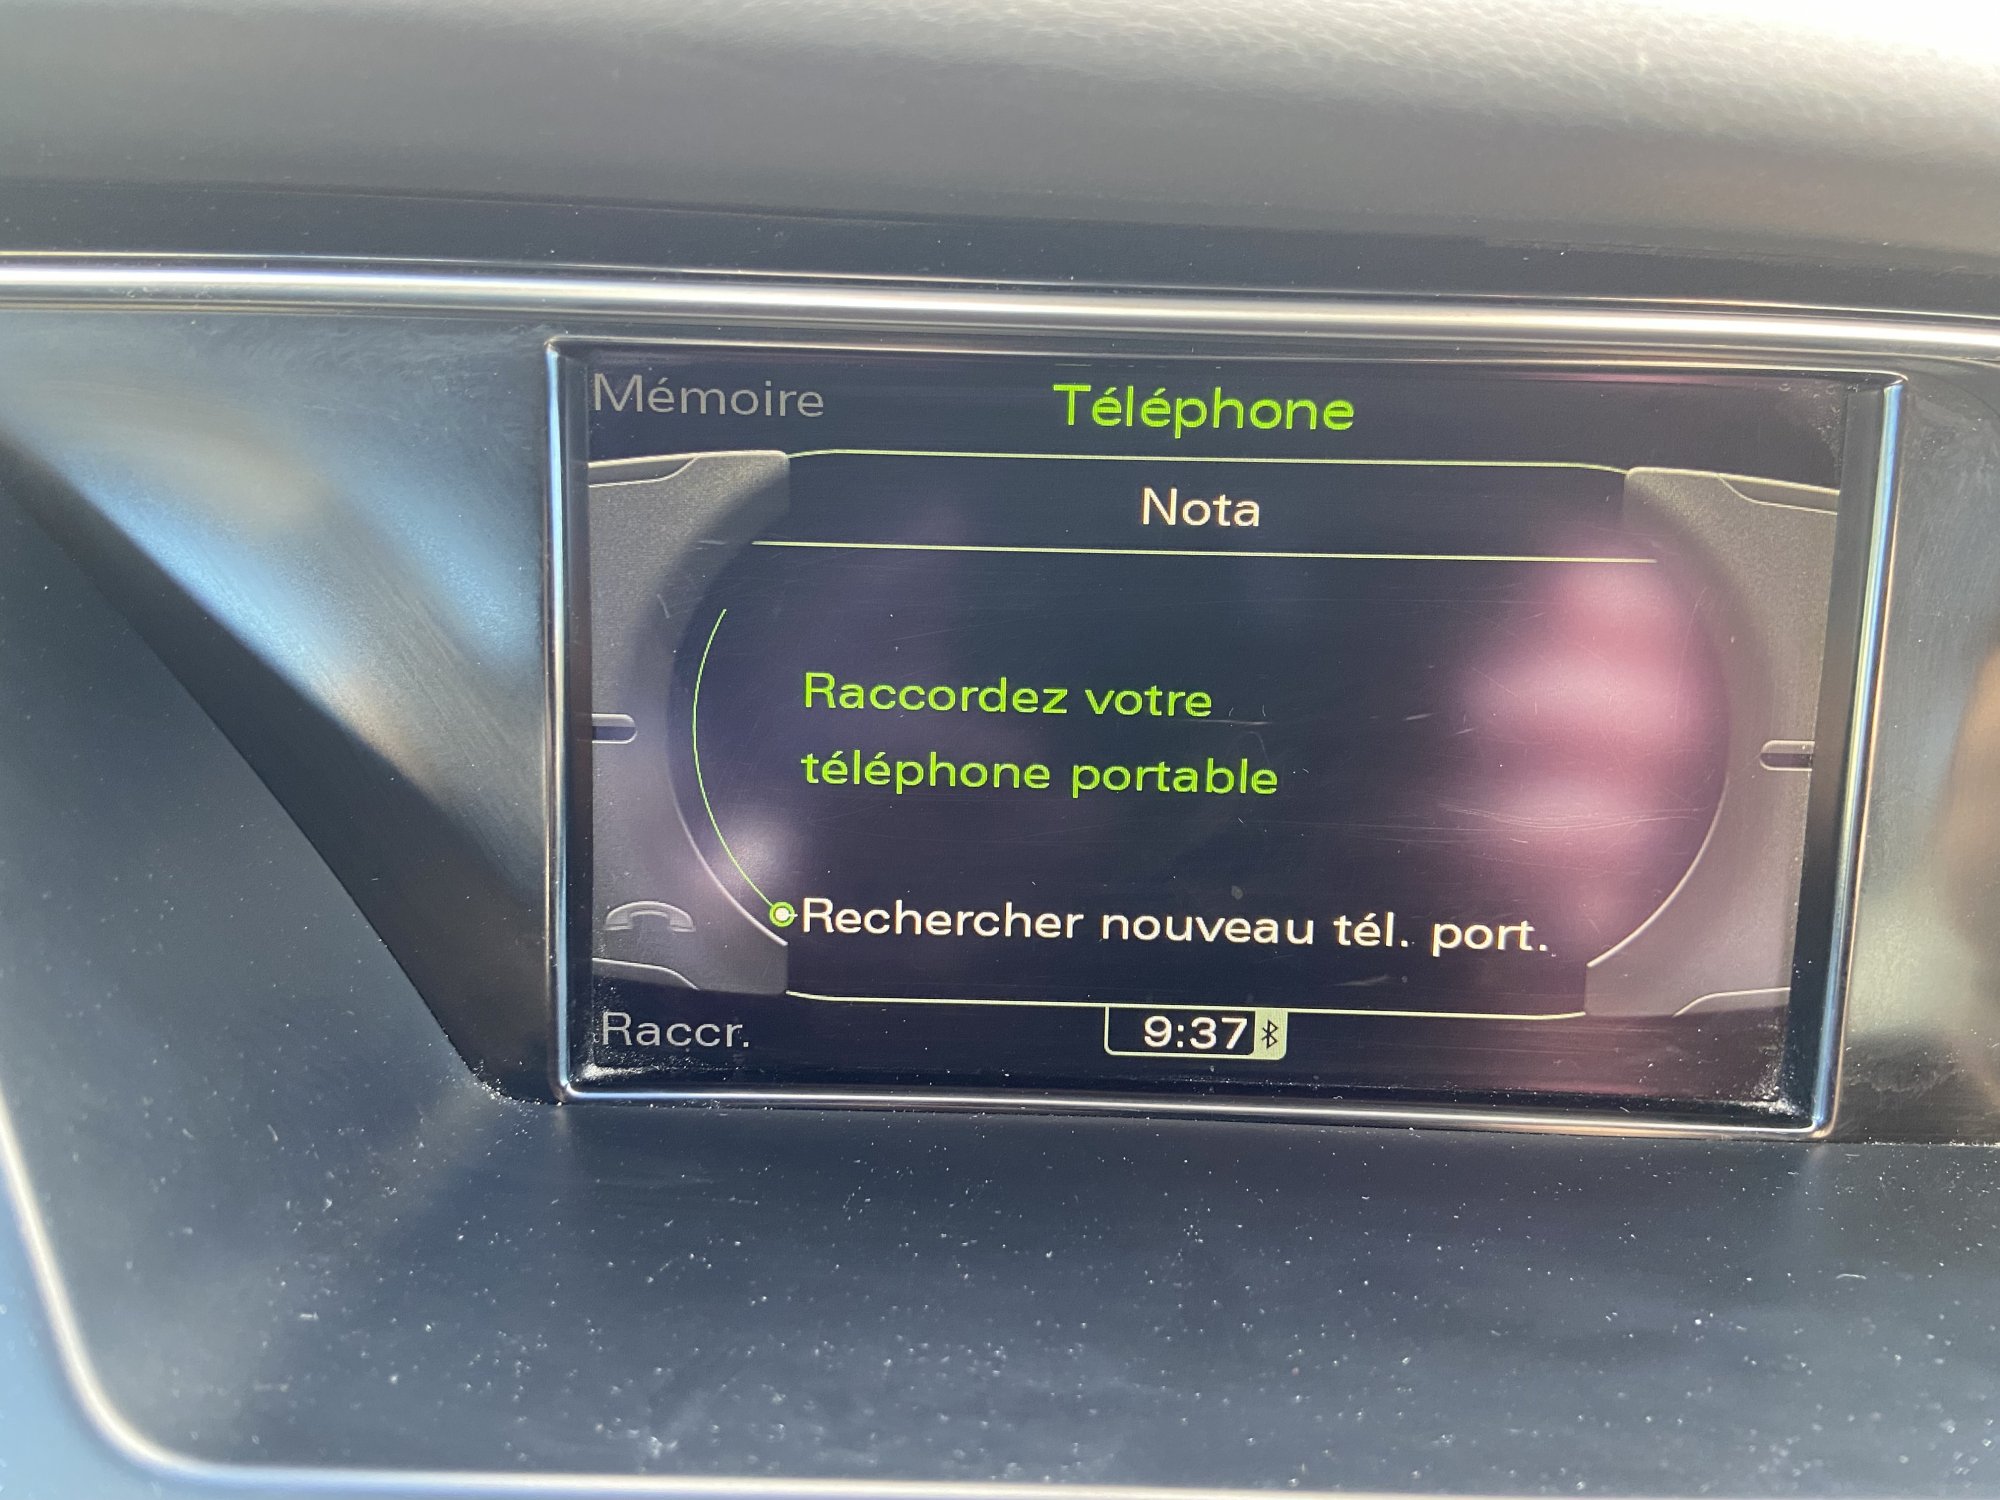 Mémoire
Téléphone
Nota
Raccordez votre
téléphone portable
Rechercher nouveau tél. port.
Raccr.
9:37